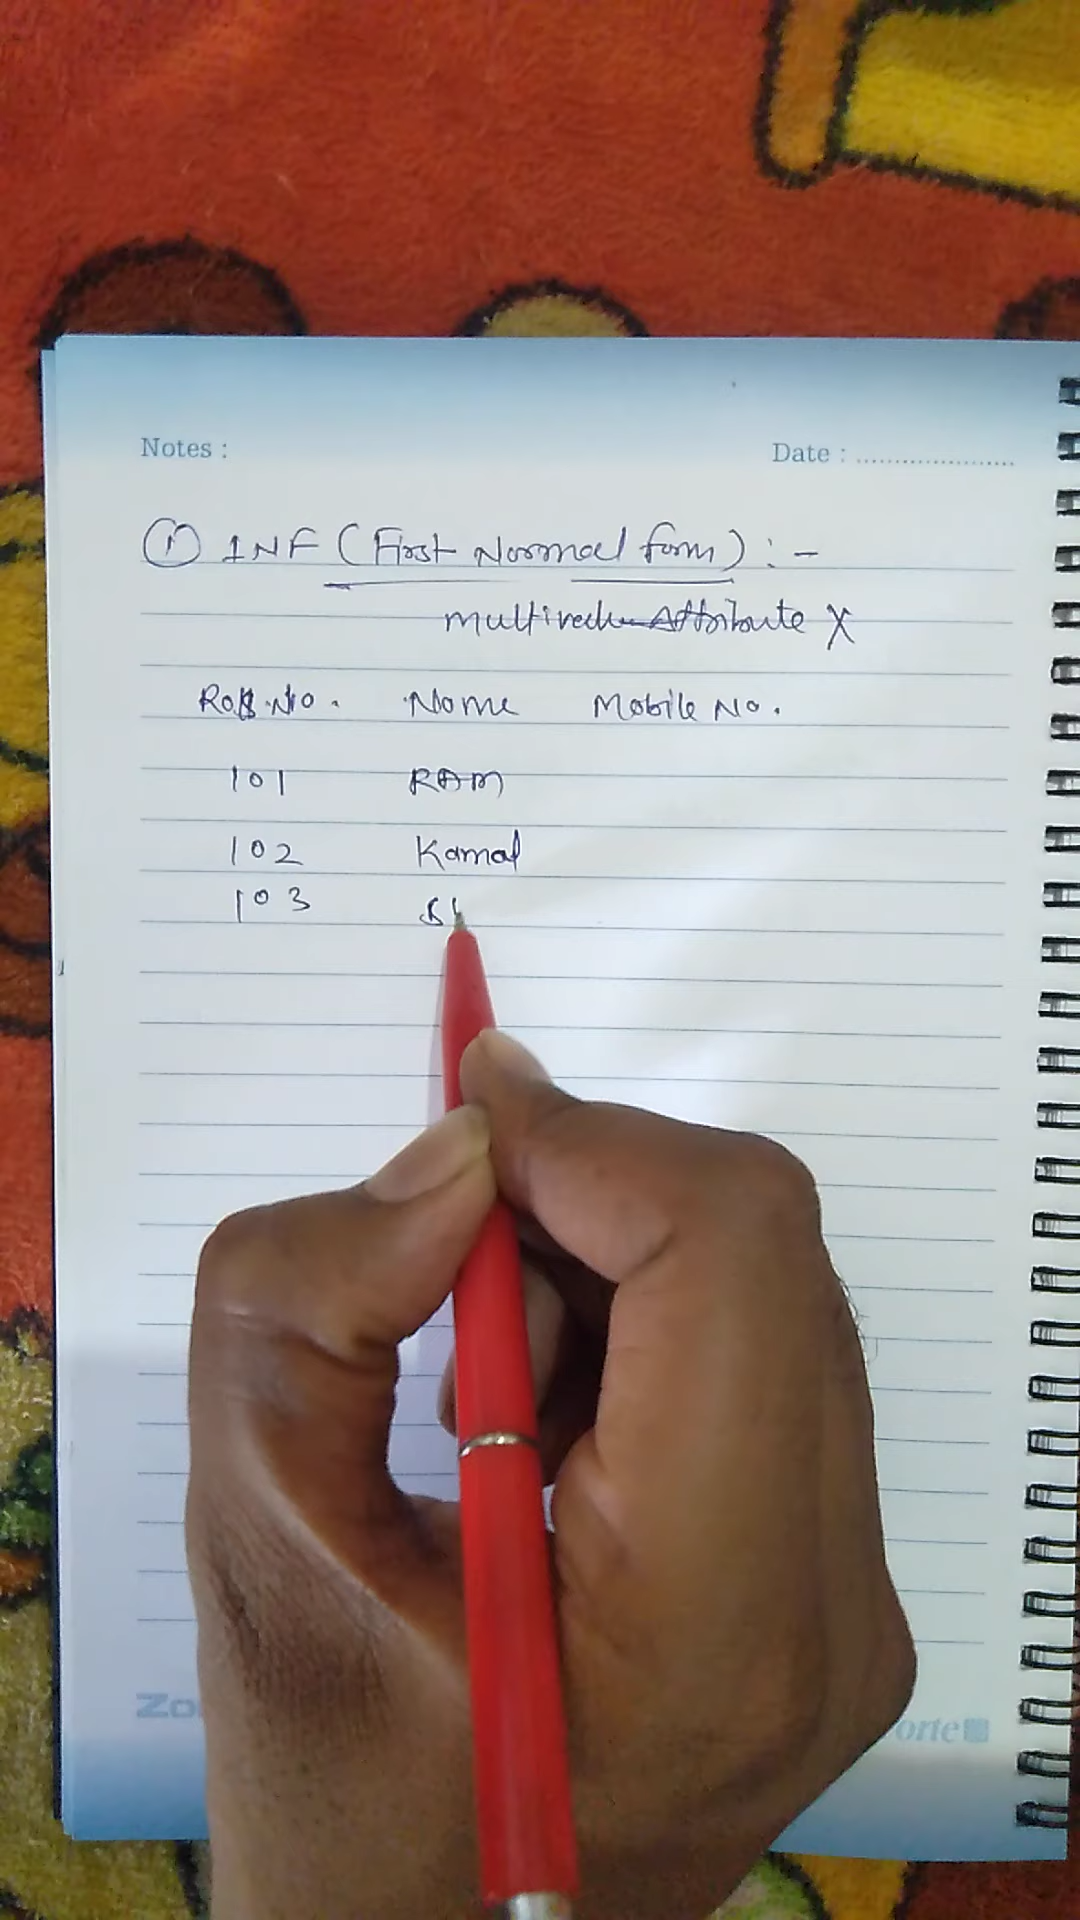 Notes :
Date : ......................
① 1NF (First Normal form) : -
multivalue Attribute X
Roll No. Name Mobile No.
101 RAM
102 Kamal
103